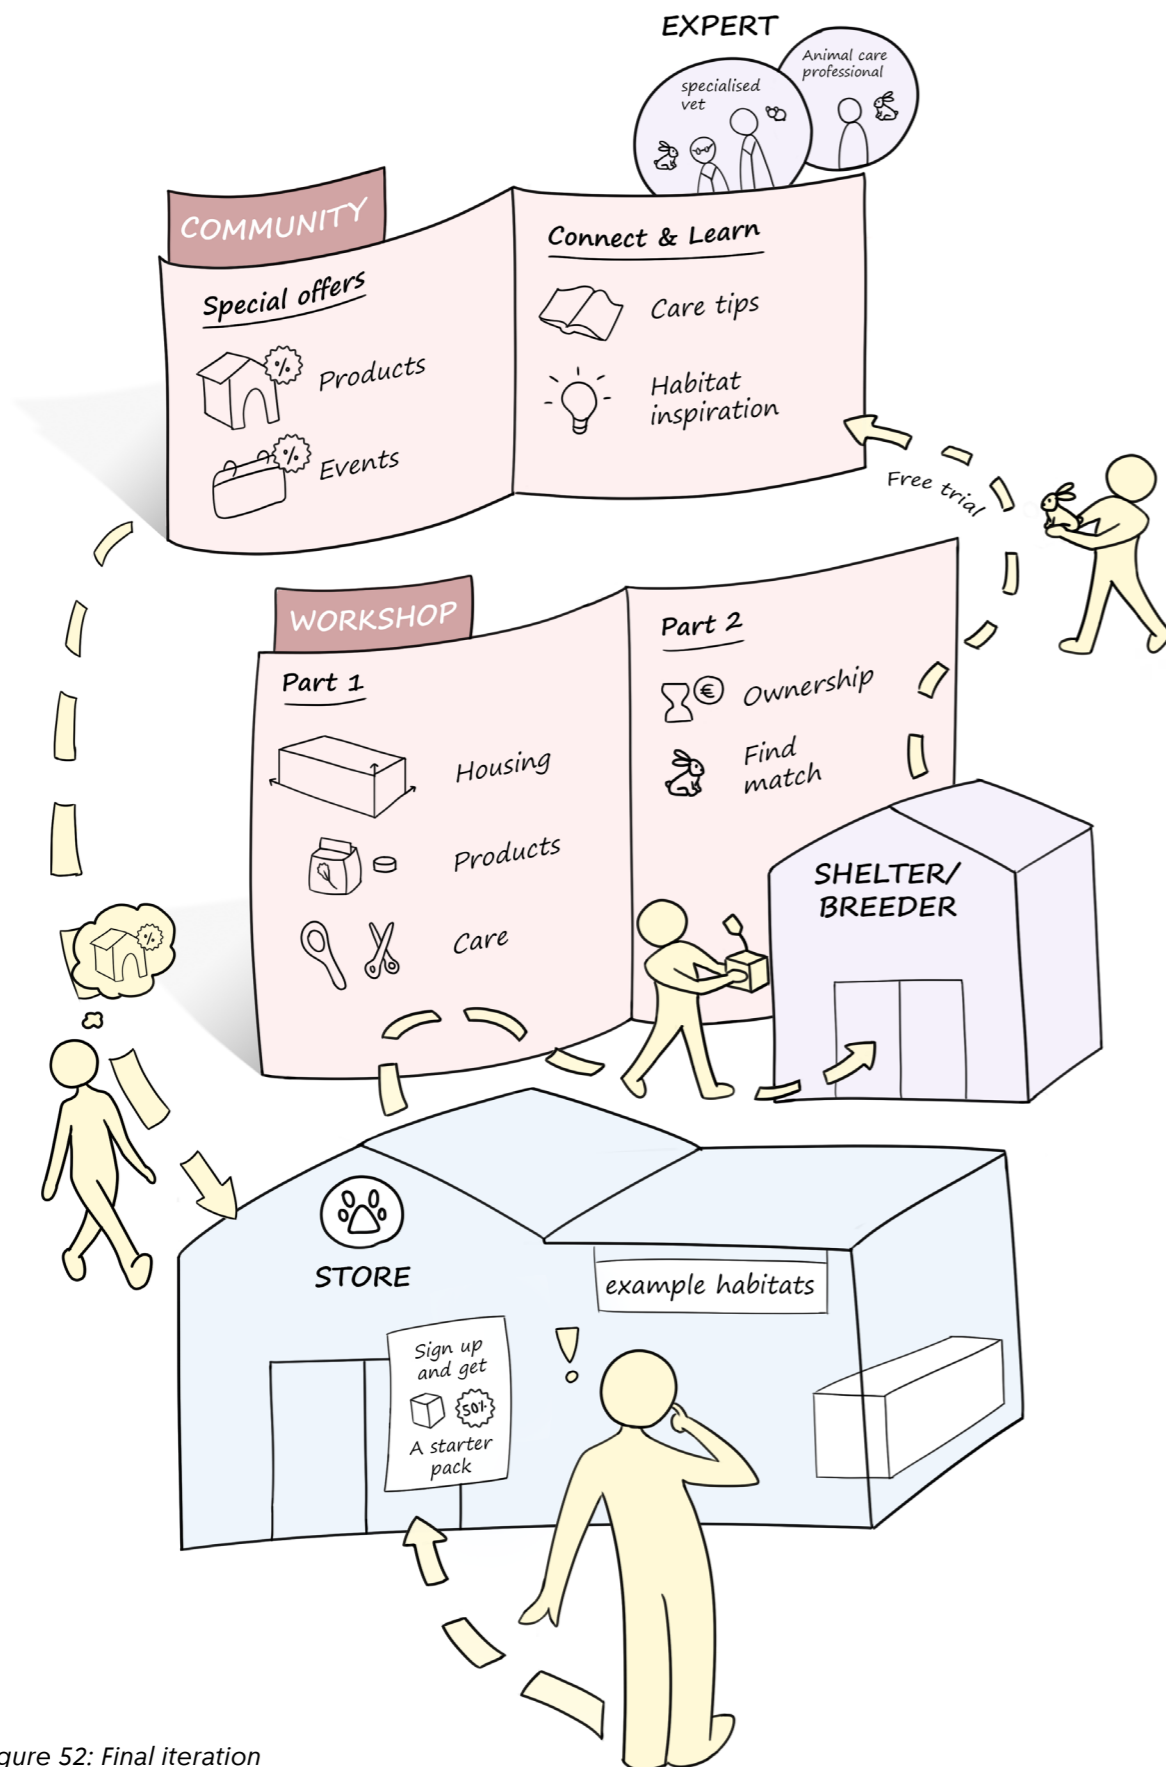 EXPERT
specialised
vet
Animal care
professional
COMMUNITY
Special offers
%
Products
%
Events
Connect & Learn
Care tips
Habitat
inspiration
Free trial
WORKSHOP
Part 1
Housing
Products
Care
Part 2
€
Ownership
Find
match
SHELTER/
BREEDER
%
STORE
example habitats
Sign up
and get
50%
A starter
pack
gure 52: Final iteration